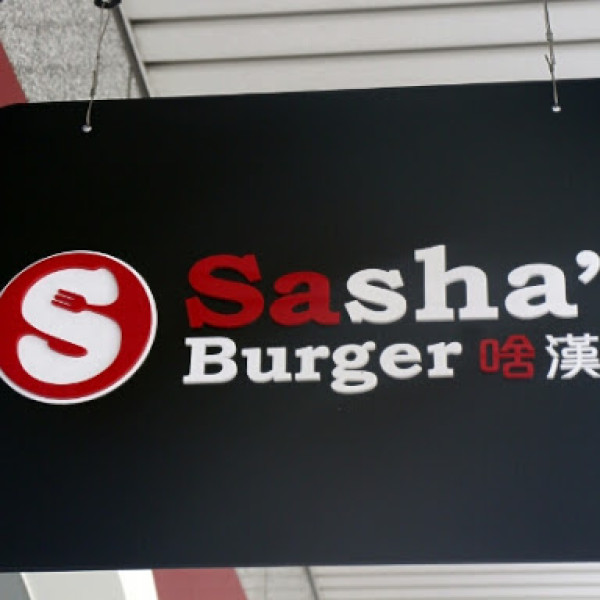 Sasha'
Burger 啥漢